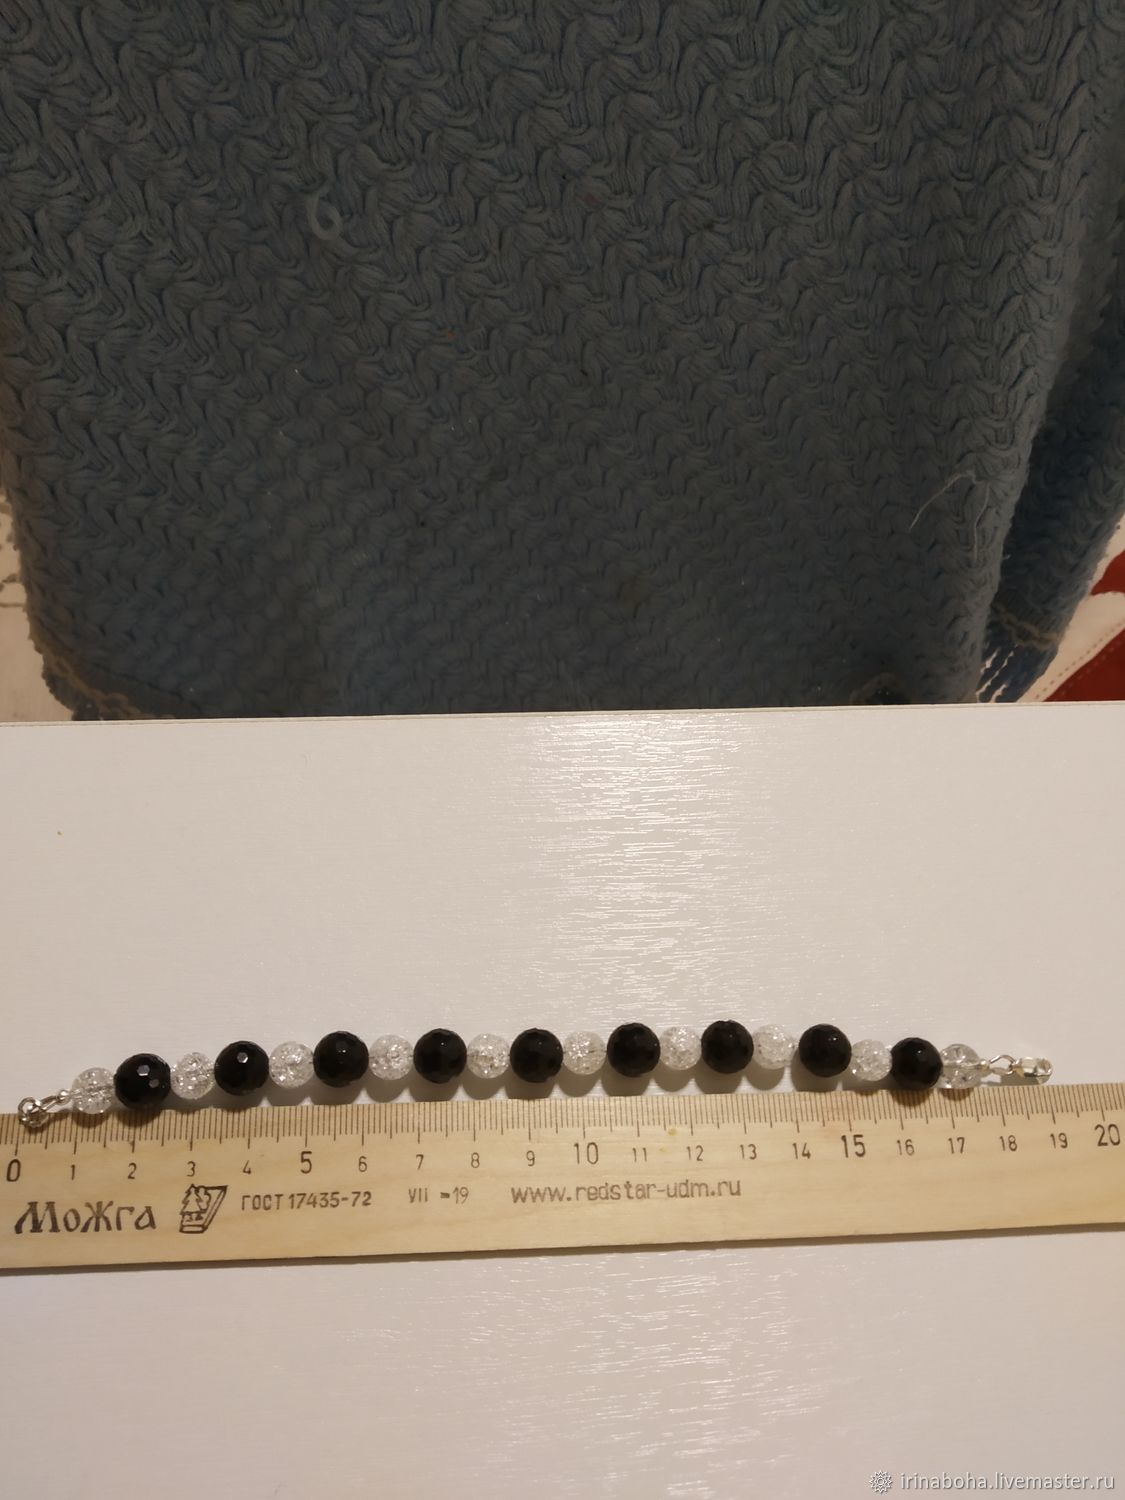 0 1 2 3 4 5 6 7 8 9 10 11 12 13 14 15 16 17 18 19 20
МоЖга ГОСТ 17435-72 VII -19 www.redstar-udm.ru
irinaboha.livemaster.ru